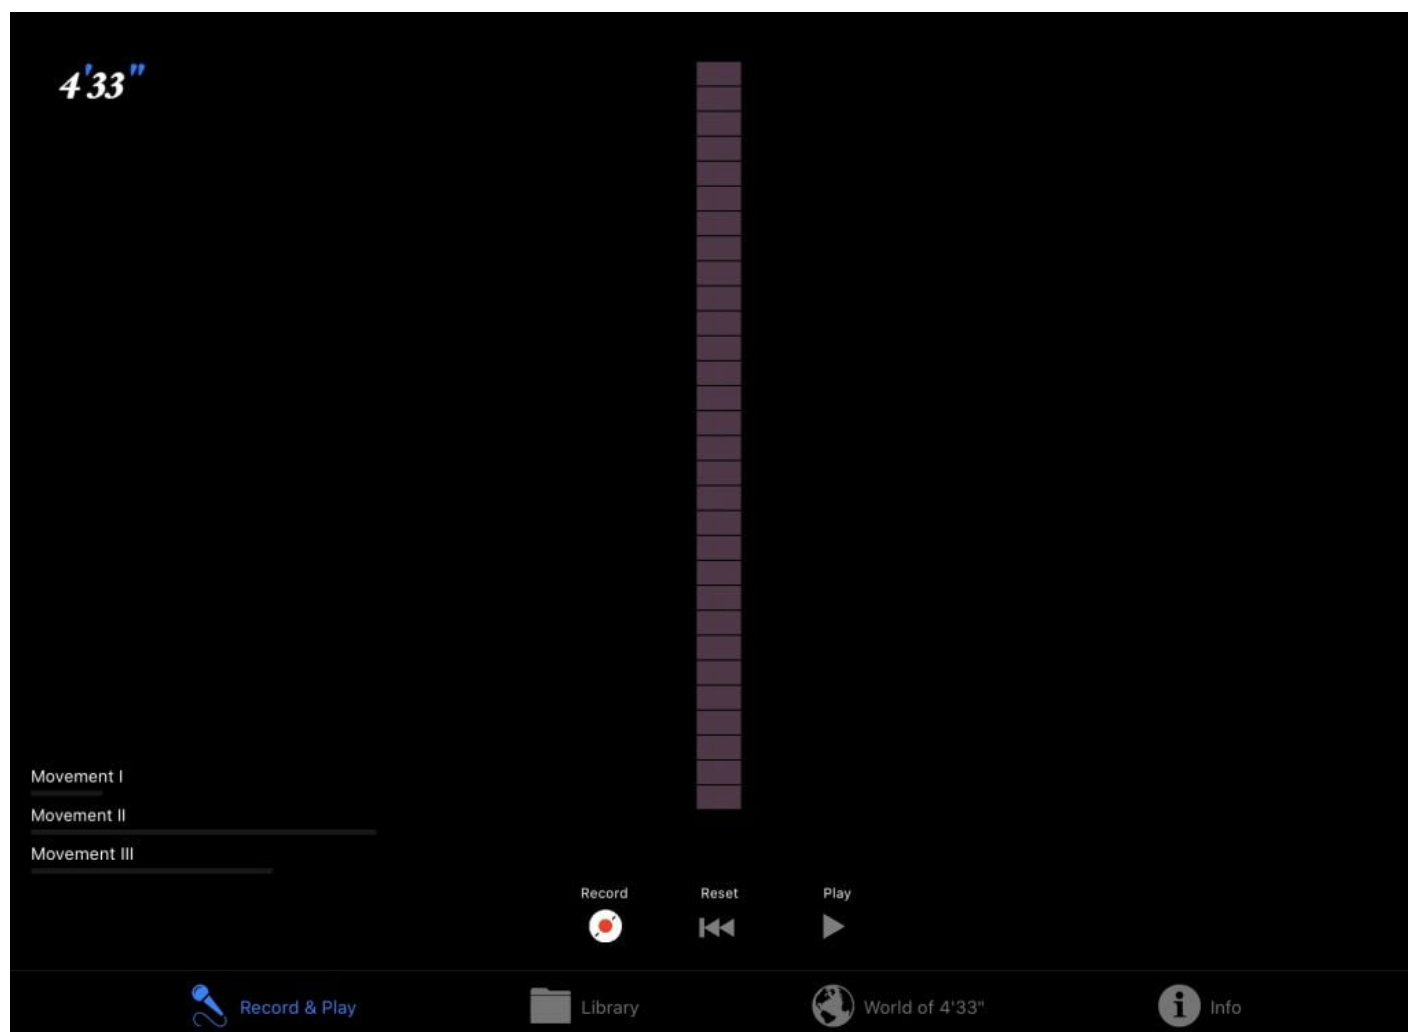 4'33"
Movement I
Movement II
Movement III
Record Reset Play
Record & Play Library World of 4'33" Info